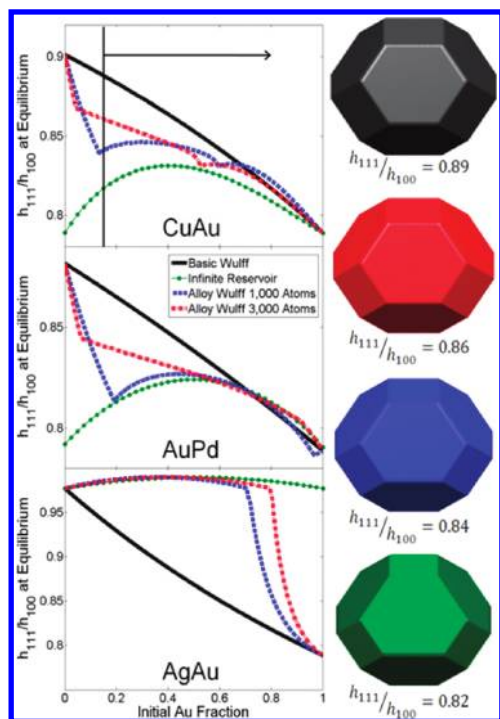 h111/h100 at Equilibrium
0.9
0.85
0.8
CuAu
h111/h100 = 0.89
h111/h100 at Equilibrium
0.85
0.8
AuPd
Basic Wulff
Infinite Reservoir
Alloy Wulff 1,000 Atoms
Alloy Wulff 3,000 Atoms
h111/h100 = 0.86
h111/h100 at Equilibrium
0.95
0.9
0.85
0.8
AgAu
h111/h100 = 0.84
0 0.2 0.4 0.6 0.8 1
Initial Au Fraction
h111/h100 = 0.82